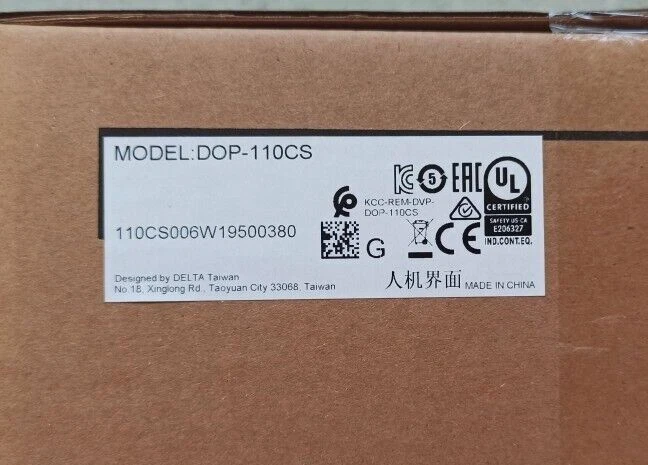 MODEL:DOP-110CS
KCC-REM-DVP-
DOP-110CS
5
EAC
UL
CERTIFIED
SAFETY US CA
E206327
IND.CONT.EQ.
110CS006W19500380
G
CE
Designed by DELTA Taiwan
No.18, Xinglong Rd., Taoyuan City 33068, Taiwan
人机界面 MADE IN CHINA